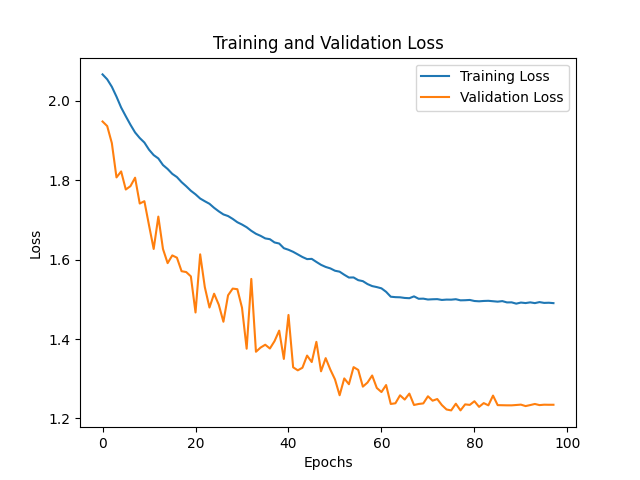 Training and Validation Loss
Training Loss
Validation Loss
2.0
1.8
1.6
1.4
1.2
Loss
0
20
40
60
80
100
Epochs